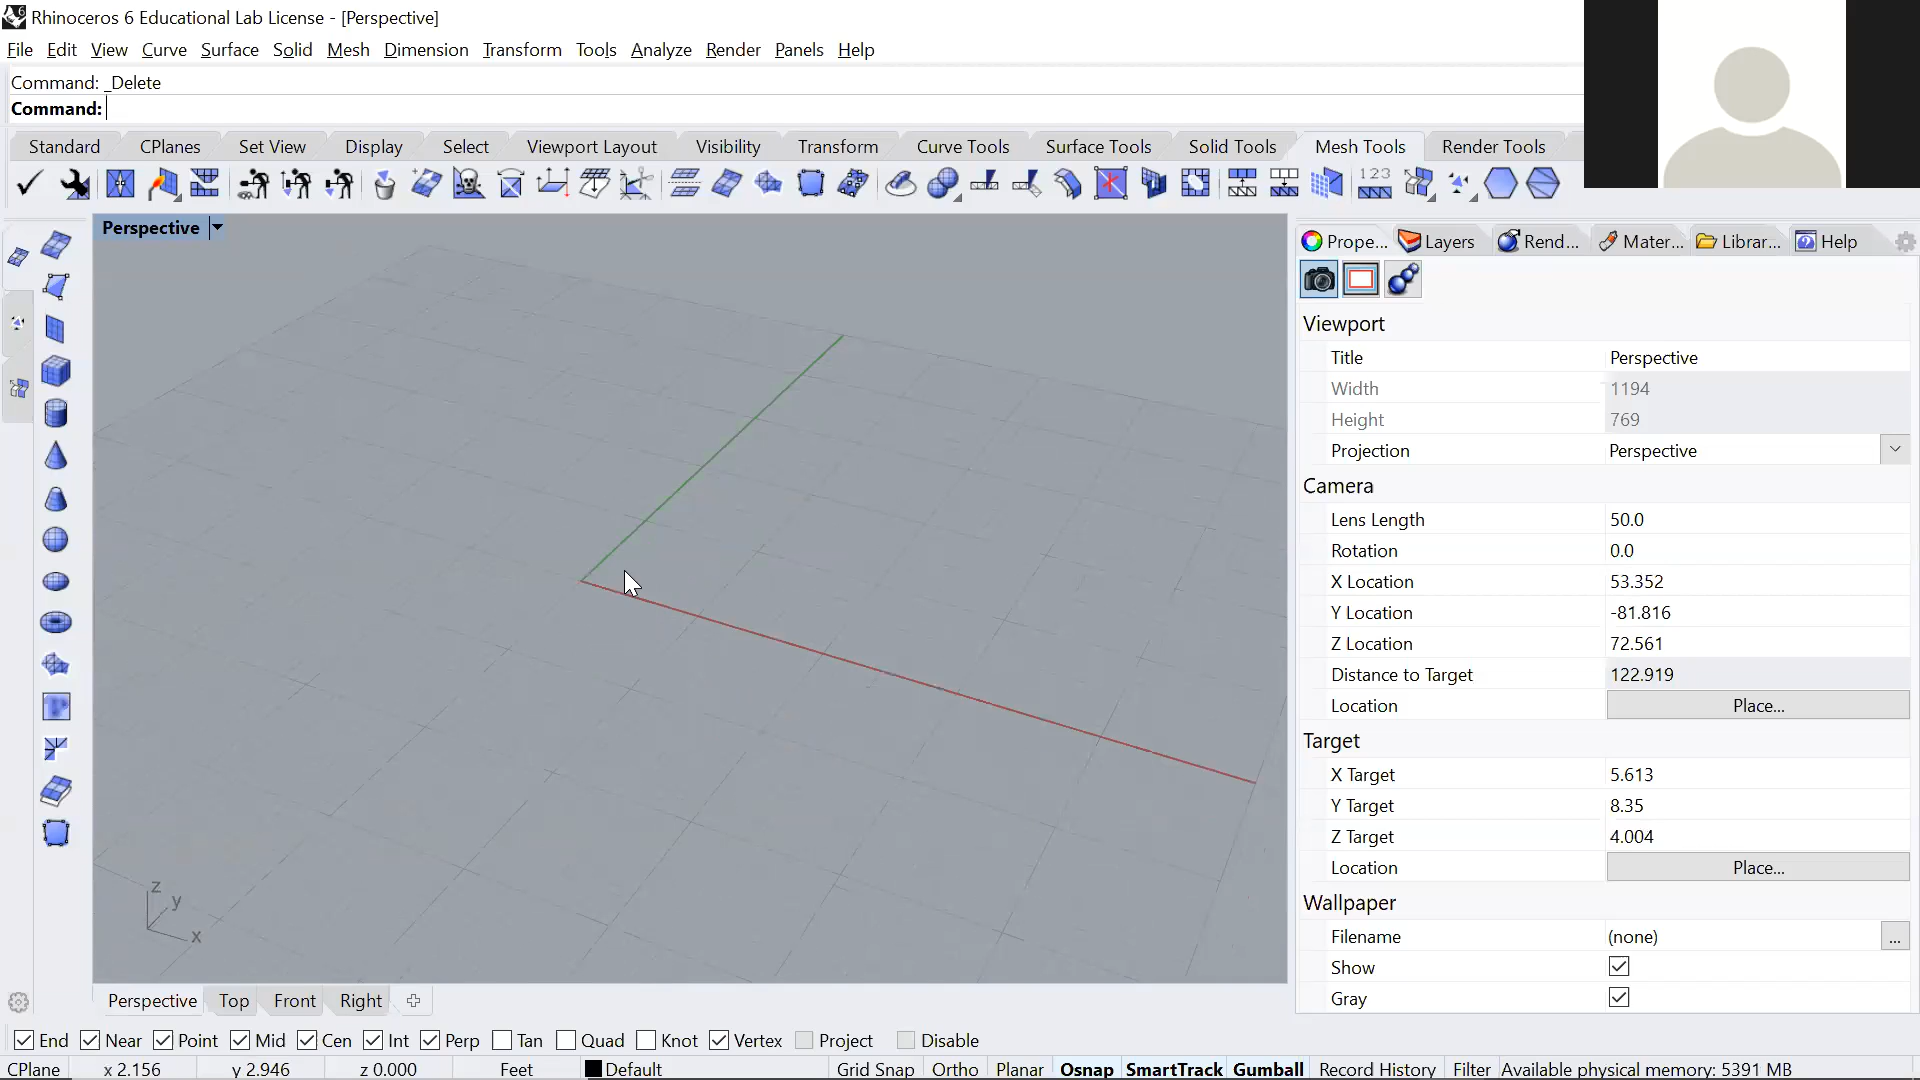 Rhinoceros 6 Educational Lab License - [Perspective]
File Edit View Curve Surface Solid Mesh Dimension Transform Tools Analyze Render Panels Help
Command: _Delete
Command:
Standard CPlanes Set View Display Select Viewport Layout Visibility Transform Curve Tools Surface Tools Solid Tools Mesh Tools Render Tools
1 2 3
Perspective
Prope... Layers Rend... Mater... Librar... Help
Viewport
Title Perspective
Width 1194
Height 769
Projection Perspective
Camera
Lens Length 50.0
Rotation 0.0
X Location 53.352
Y Location -81.816
Z Location 72.561
Distance to Target 122.919
Location Place...
Target
X Target 5.613
Y Target 8.35
Z Target 4.004
Location Place...
Wallpaper
Filename (none) ...
Show
Gray
z
y
x
Perspective Top Front Right
End Near Point Mid Cen Int Perp Tan Quad Knot Vertex Project Disable
CPlane x 2.156 y 2.946 z 0.000 Feet Default Grid Snap Ortho Planar Osnap SmartTrack Gumball Record History Filter Available physical memory: 5391 MB